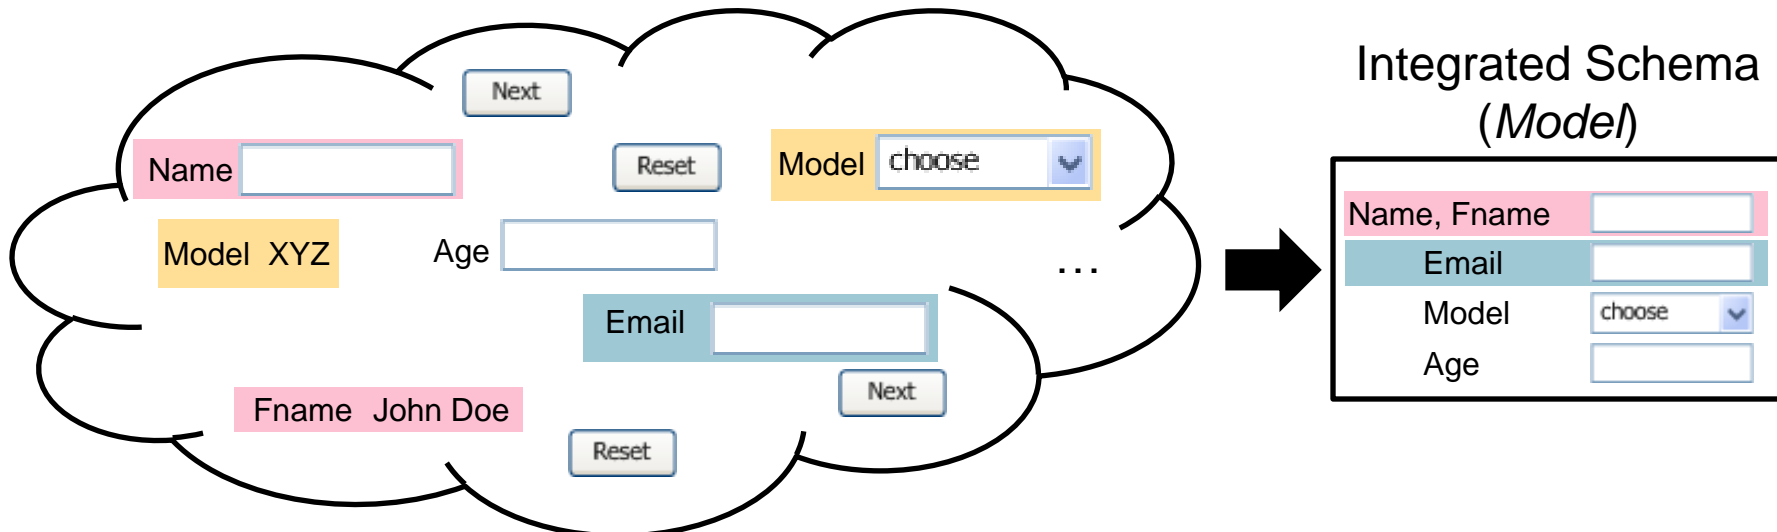 Next
Name
Reset
Model choose
Model XYZ
Age
...
Email
Next
Fname John Doe
Reset
Integrated Schema
(Model)
Name, Fname
Email
Model choose
Age